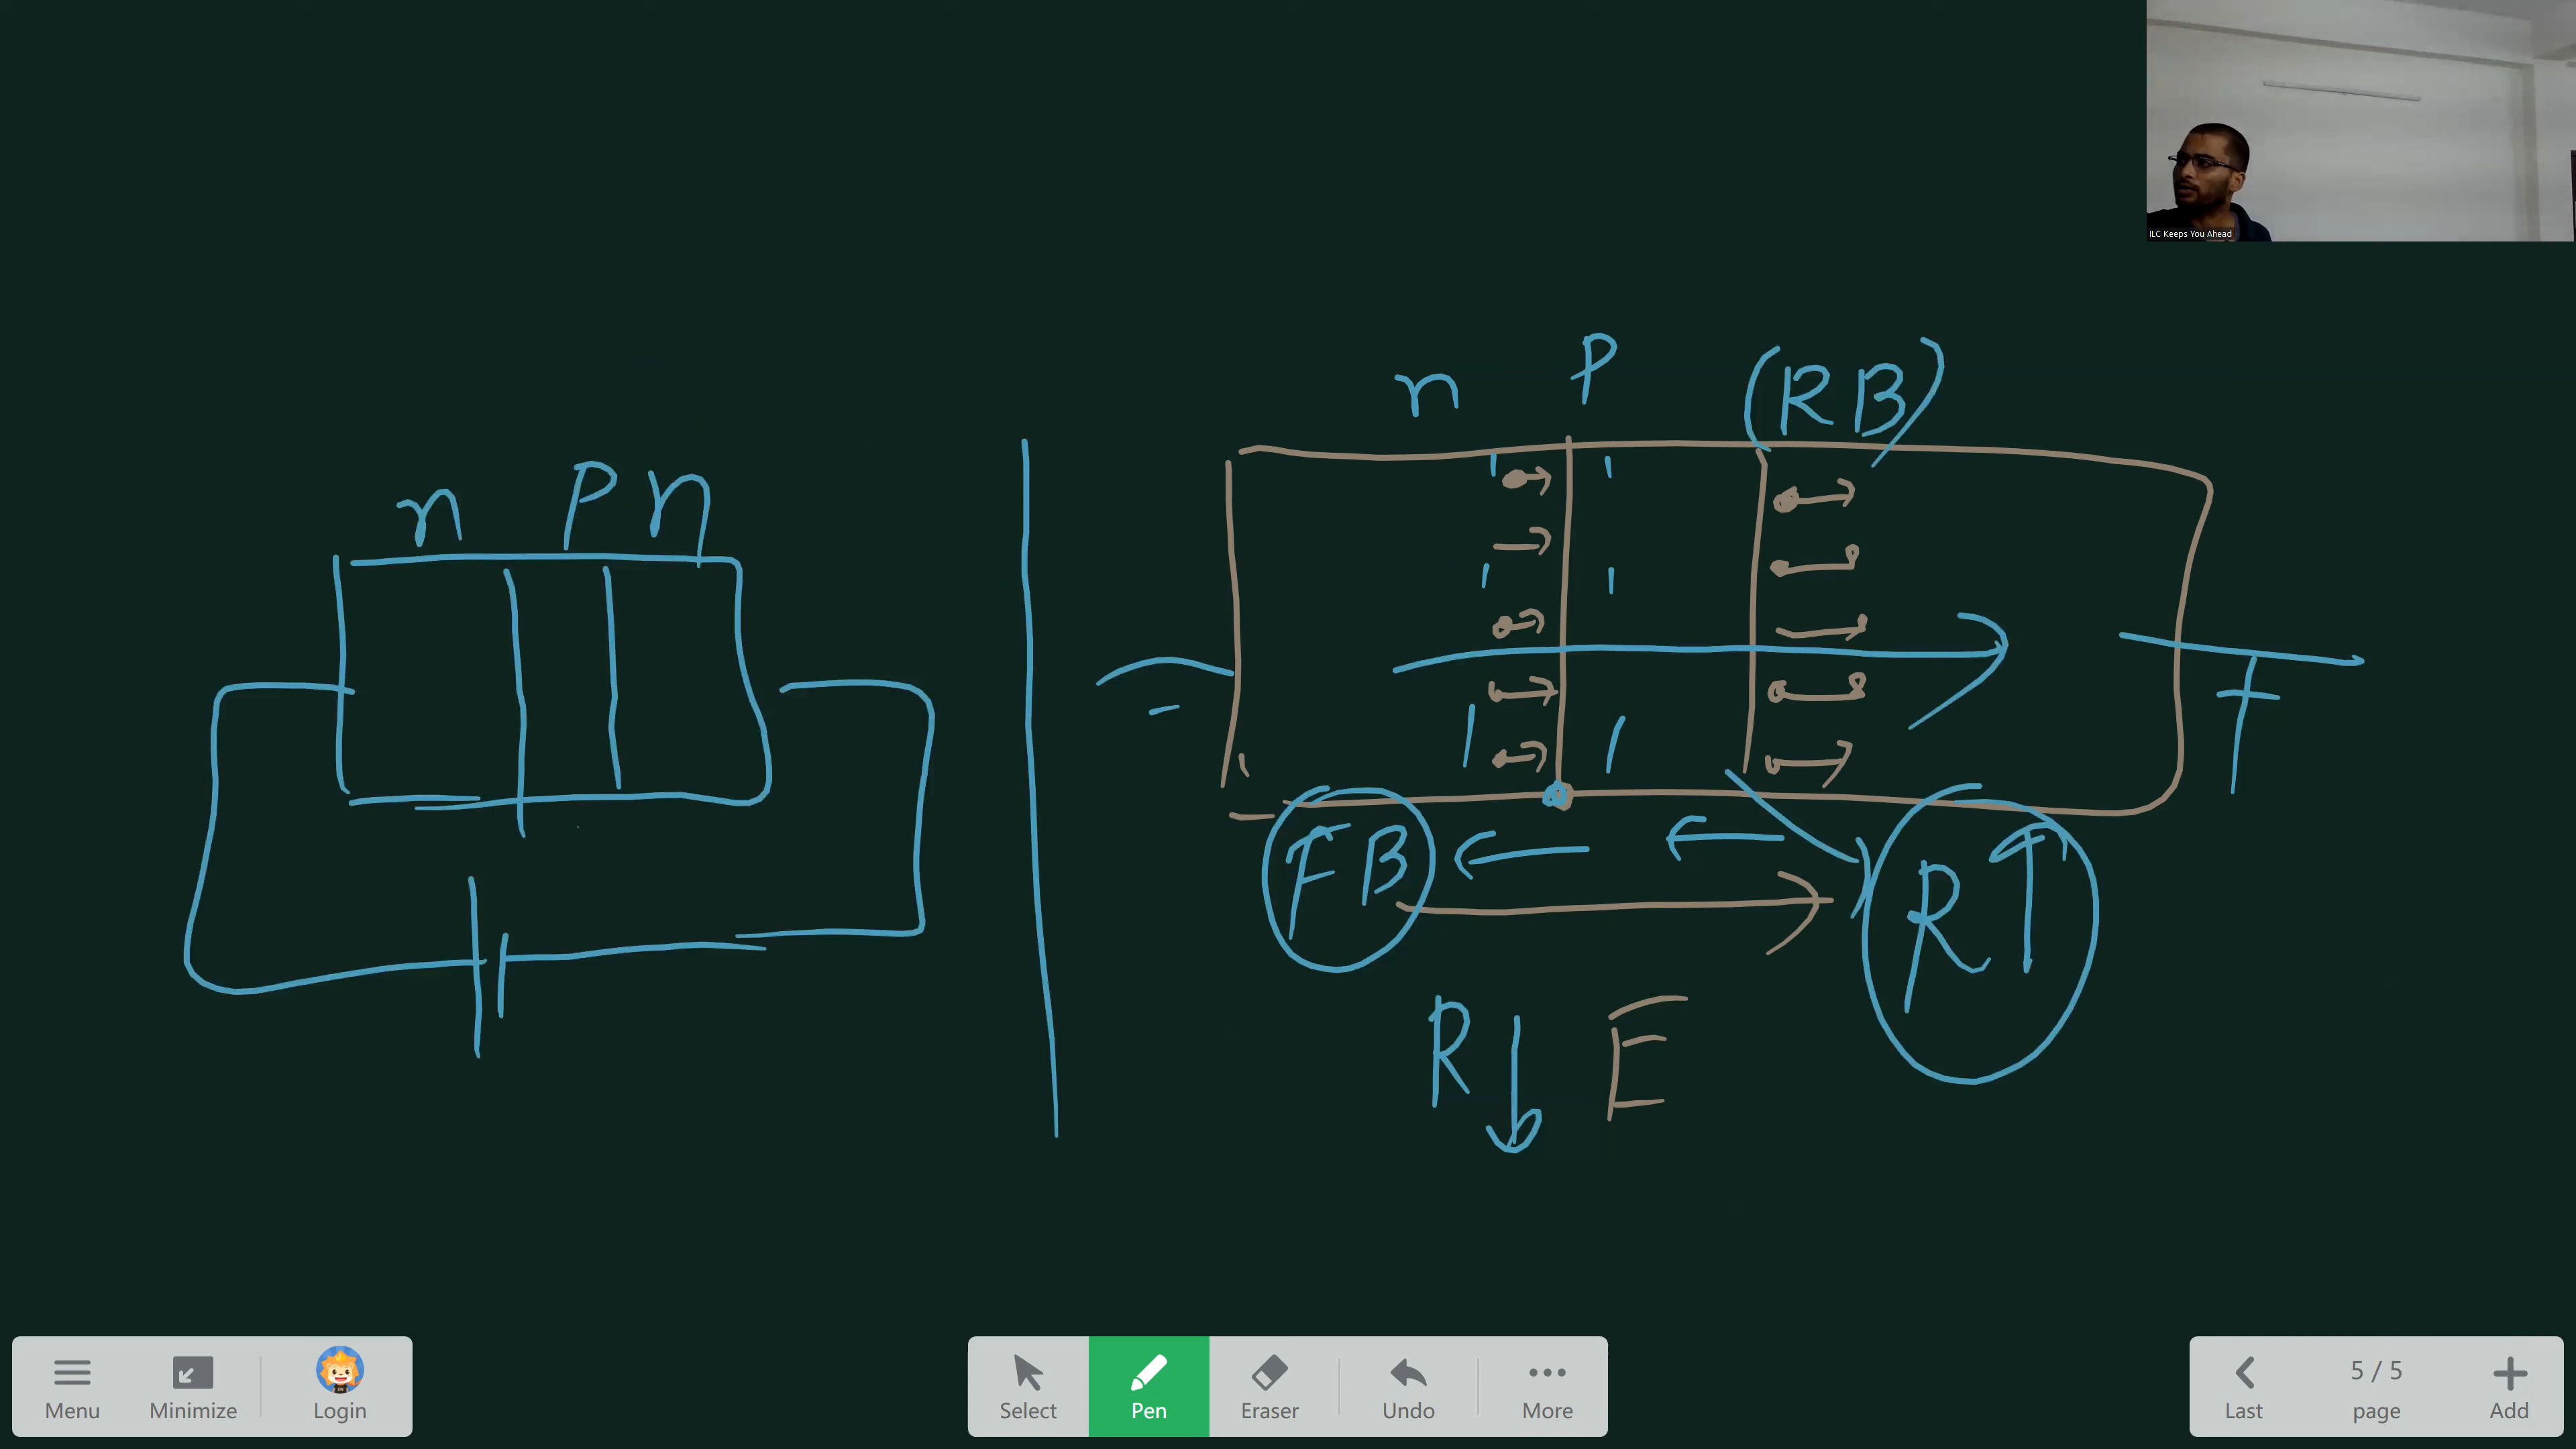 ILC Keeps You Ahead
n P (RB)
n P n
FB R↑
R↓ E
Menu Minimize Login Select Pen Eraser Undo More Last 5 / 5 page Add